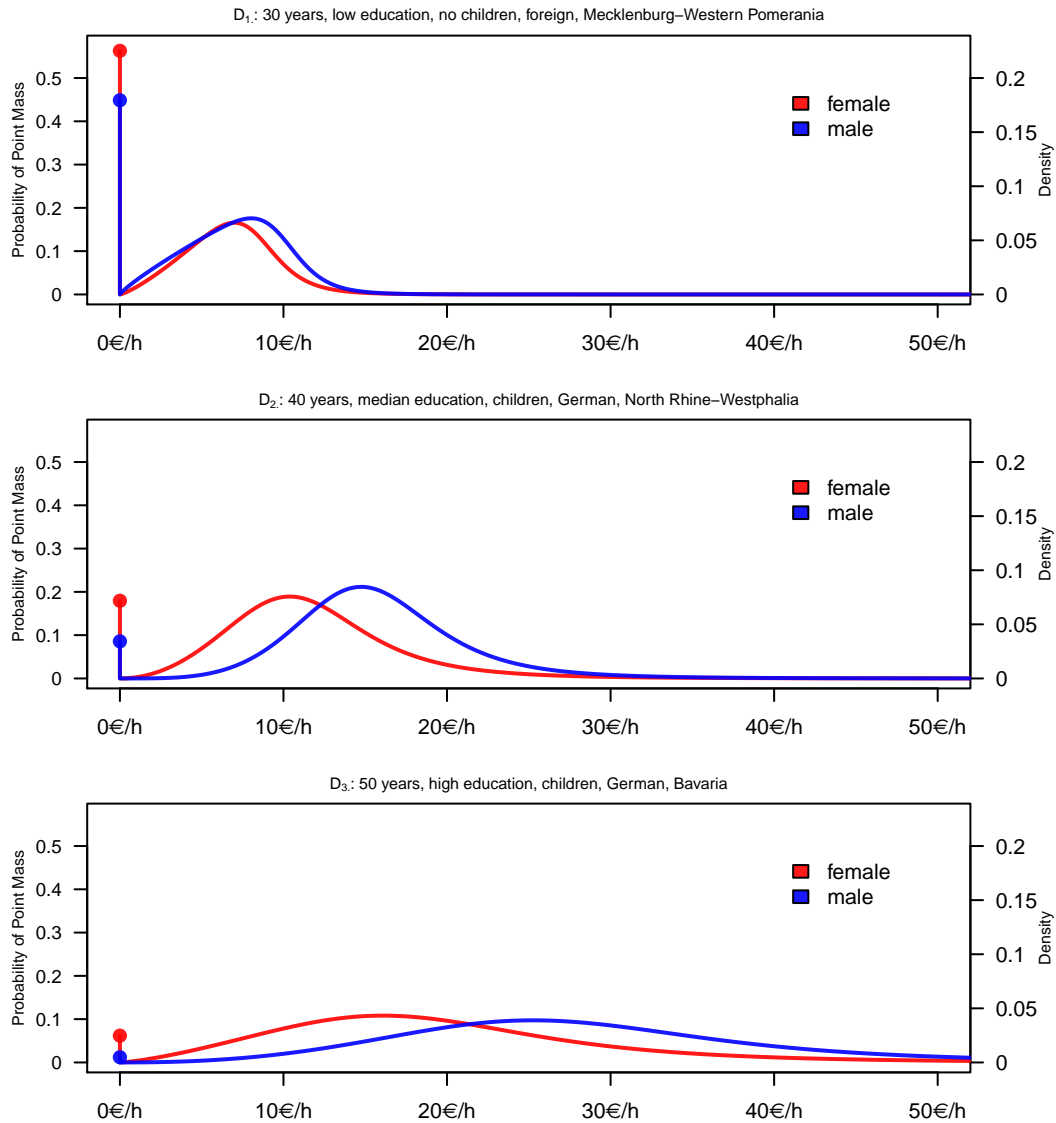 D1.: 30 years, low education, no children, foreign, Mecklenburg−Western Pomerania
Probability of Point Mass
0.5
0.4
0.3
0.2
0.1
0
female
male
0.2
0.15
0.1
0.05
0
Density
0€/h 10€/h 20€/h 30€/h 40€/h 50€/h
D2.: 40 years, median education, children, German, North Rhine−Westphalia
Probability of Point Mass
0.5
0.4
0.3
0.2
0.1
0
female
male
0.2
0.15
0.1
0.05
0
Density
0€/h 10€/h 20€/h 30€/h 40€/h 50€/h
D3.: 50 years, high education, children, German, Bavaria
Probability of Point Mass
0.5
0.4
0.3
0.2
0.1
0
female
male
0.2
0.15
0.1
0.05
0
Density
0€/h 10€/h 20€/h 30€/h 40€/h 50€/h